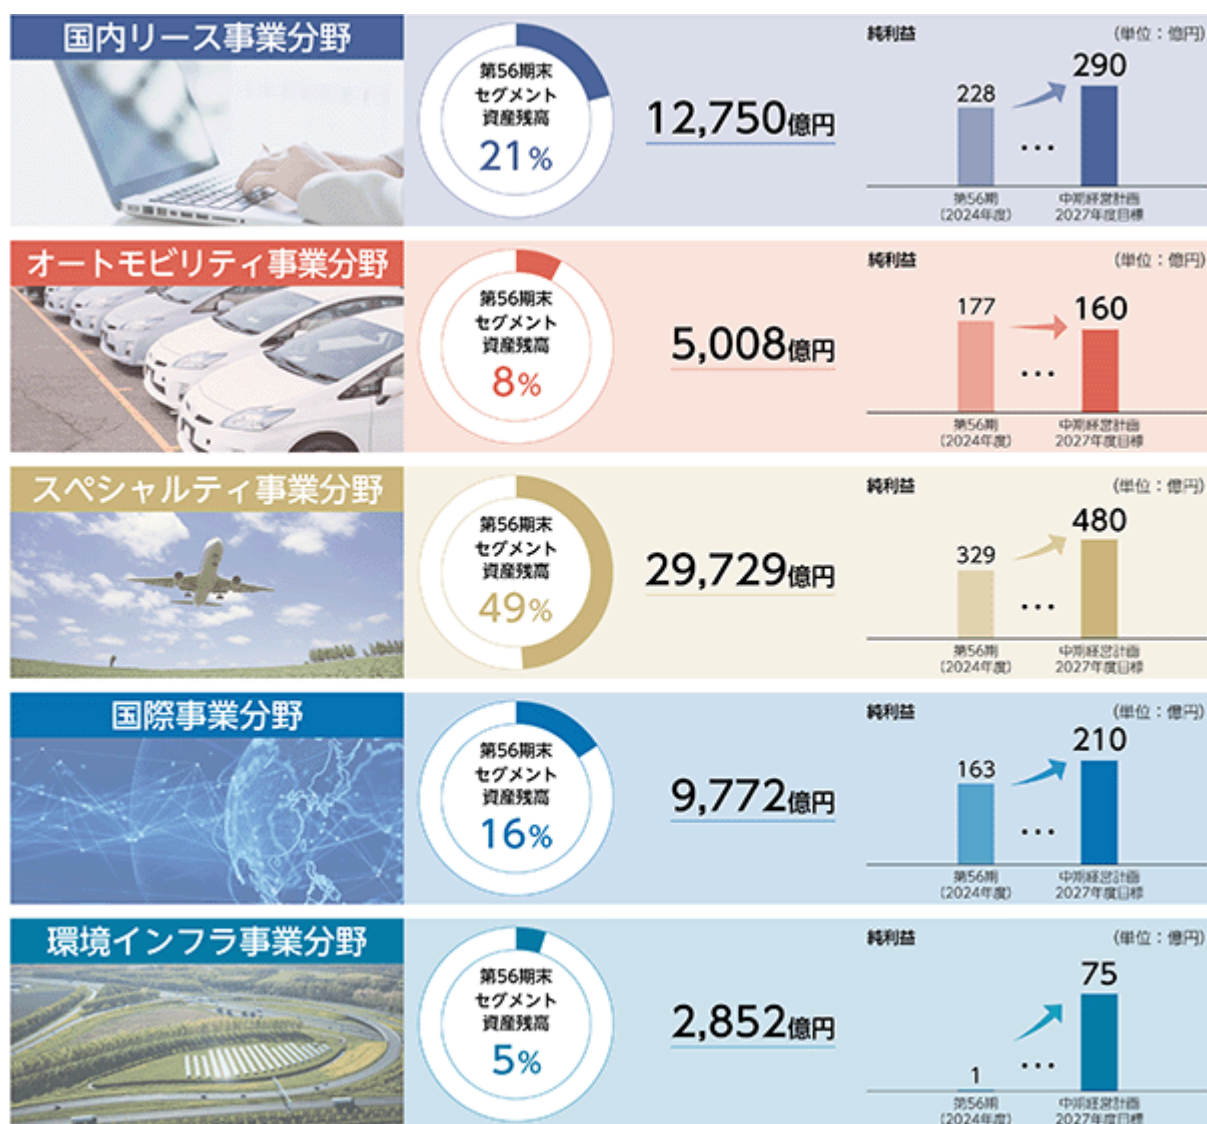 国内リース事業分野
第56期末
セグメント
資産残高
21%
12,750億円
純利益
(単位：億円)
228
290
...
第56期
(2024年度)
中期経営計画
2027年度目標
オートモビリティ事業分野
第56期末
セグメント
資産残高
8%
5,008億円
純利益
(単位：億円)
177
160
...
第56期
(2024年度)
中期経営計画
2027年度目標
スペシャルティ事業分野
第56期末
セグメント
資産残高
49%
29,729億円
純利益
(単位：億円)
329
480
...
第56期
(2024年度)
中期経営計画
2027年度目標
国際事業分野
第56期末
セグメント
資産残高
16%
9,772億円
純利益
(単位：億円)
163
210
...
第56期
(2024年度)
中期経営計画
2027年度目標
環境インフラ事業分野
第56期末
セグメント
資産残高
5%
2,852億円
純利益
(単位：億円)
1
75
...
第56期
(2024年度)
中期経営計画
2027年度目標